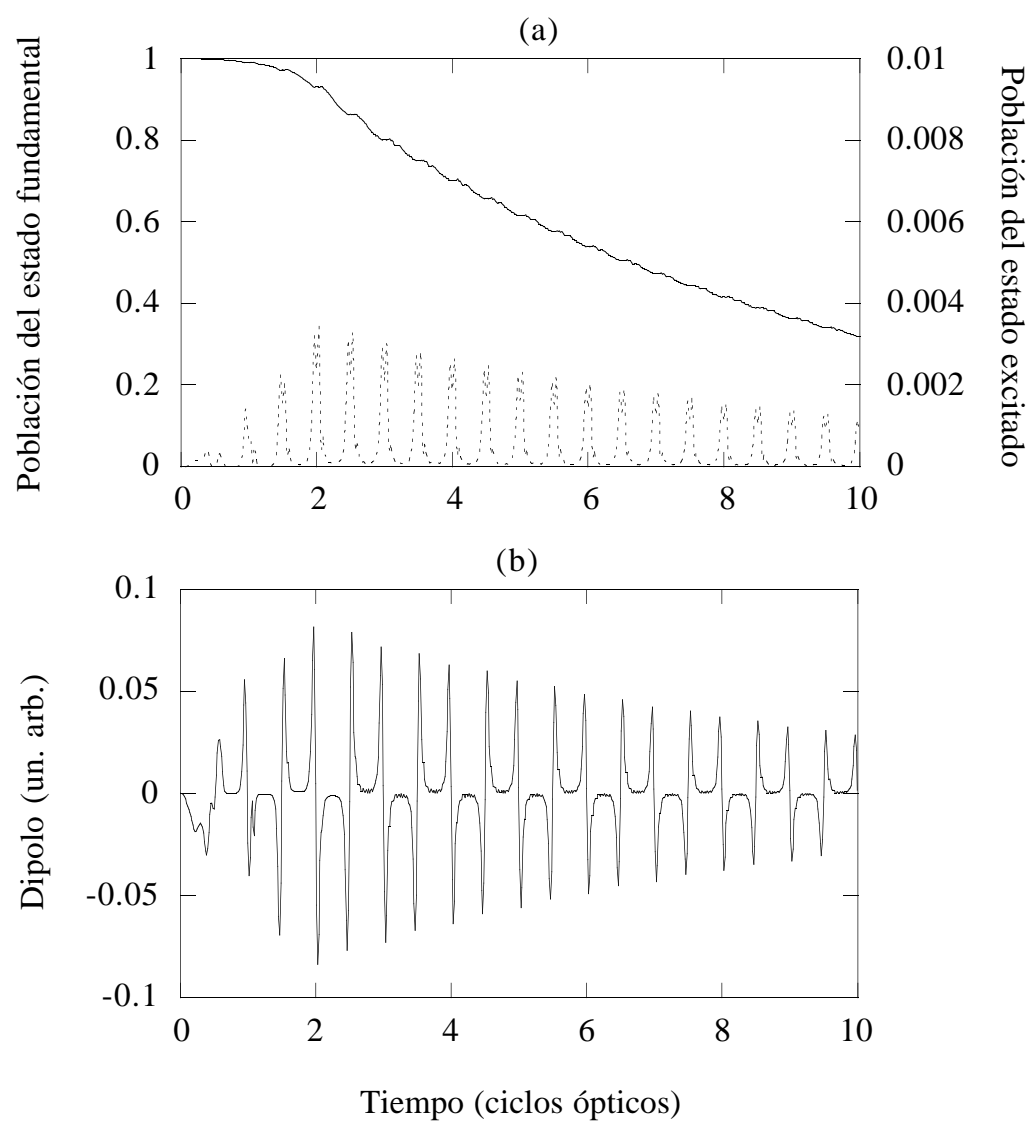 (a)
Población del estado fundamental
1
0.8
0.6
0.4
0.2
0
0.01
0.008
0.006
0.004
0.002
0
Población del estado excitado
0 2 4 6 8 10
(b)
Dipolo (un. arb.)
0.1
0.05
0
-0.05
-0.1
0 2 4 6 8 10
Tiempo (ciclos ópticos)